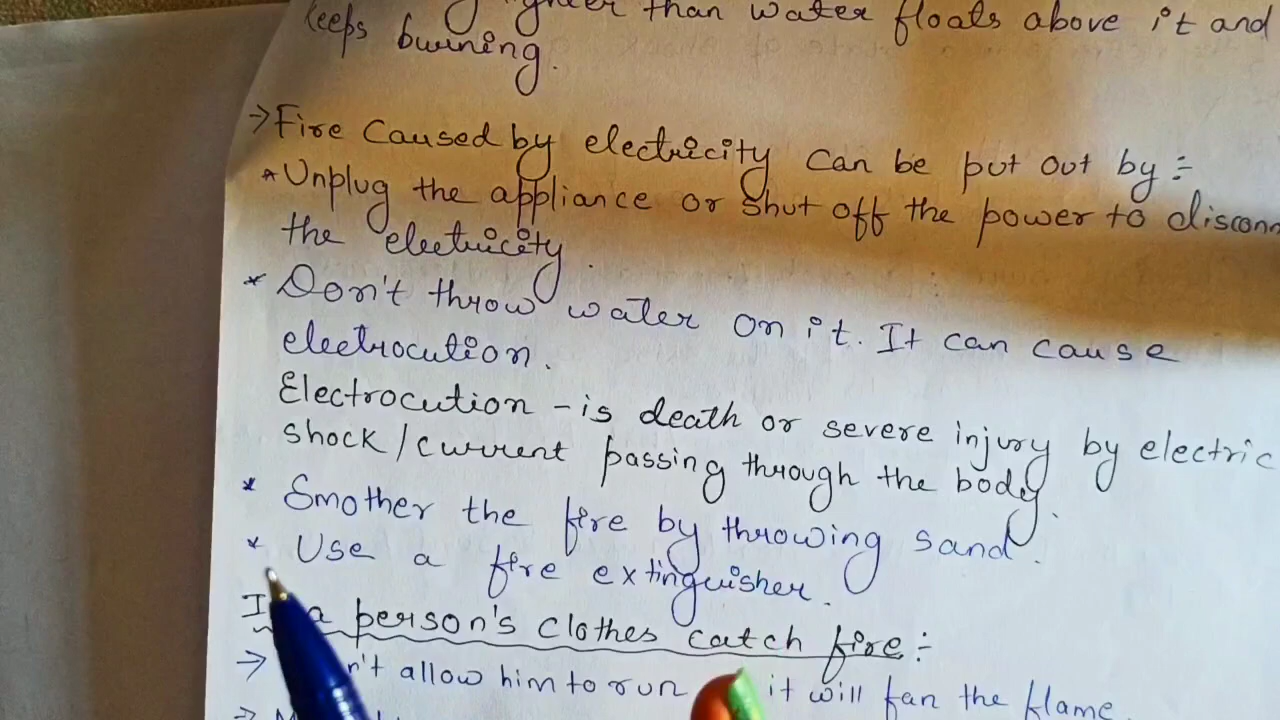 than water floats above it and
keeps burning.
→ Fire Caused by electricity can be put out by :-
* Unplug the appliance or shut off the power to
the electricity.
* Don't throw water on it. It can cause
electrocution.
Electrocution - is death or severe injury by electric
shock/current passing through the body.
* Smother the fire by throwing sand.
* Use a fire extinguisher.
a person's clothes catch fire :-
→ allow him to run it will fan the flame.